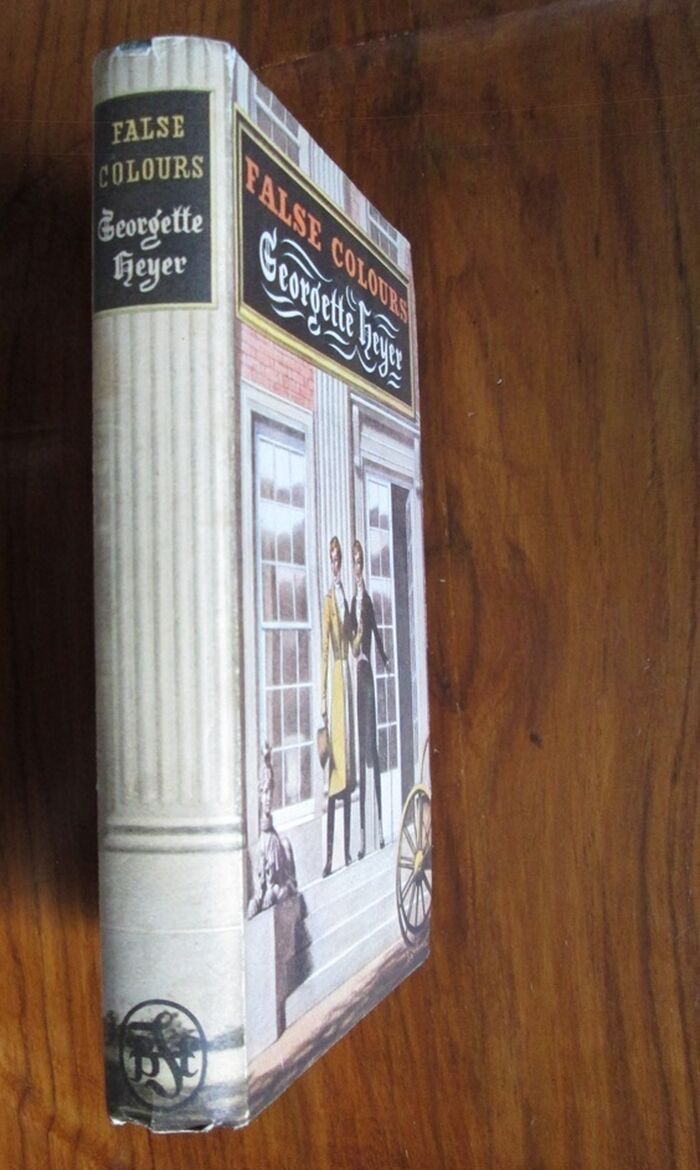 FALSE
COLOURS
Georgette
Heyer
FALSE COLOURS
Georgette Heyer